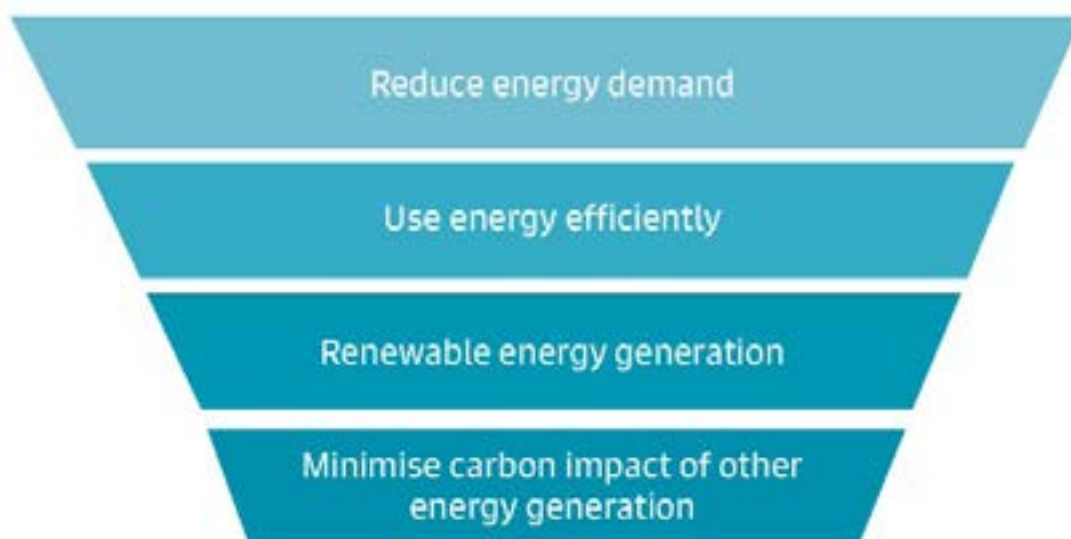 Reduce energy demand
Use energy efficiently
Renewable energy generation
Minimise carbon impact of other
energy generation